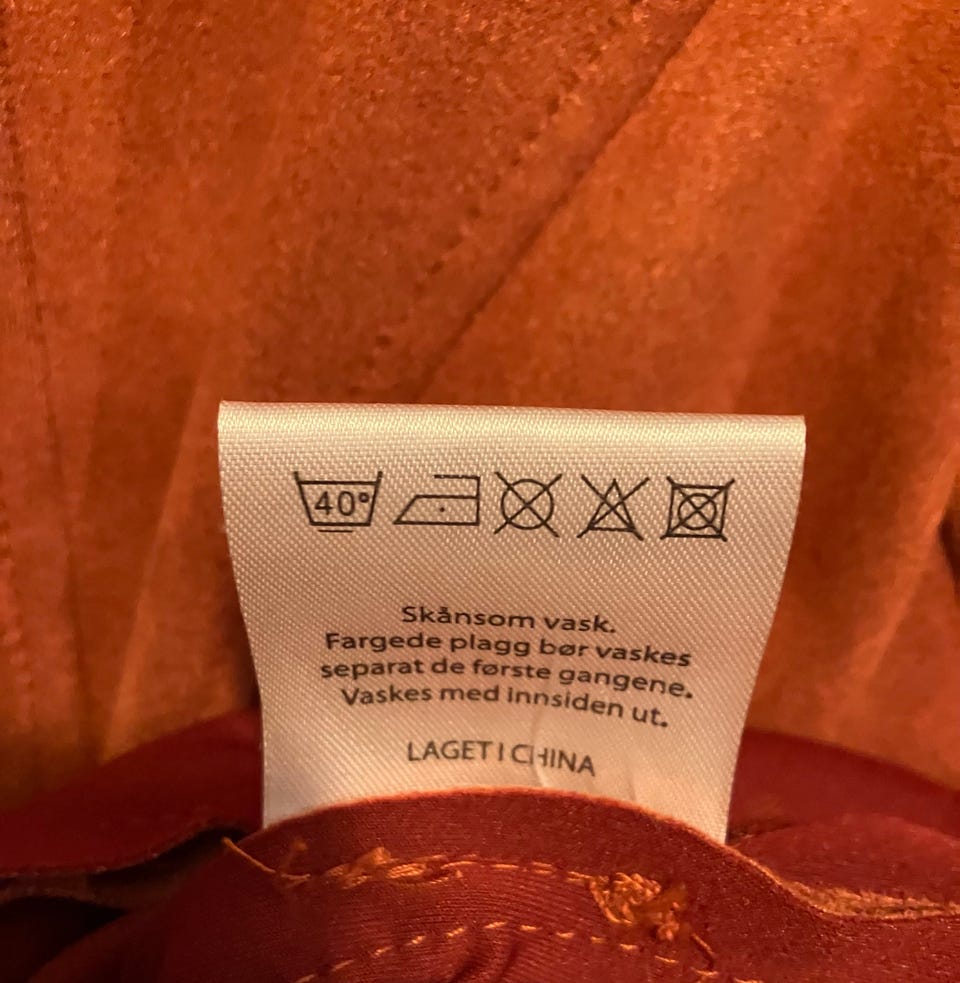 40°
Skånsom vask.
Fargede plagg bør vaskes
separat de første gangene.
Vaskes med innsiden ut.
LAGET I CHINA